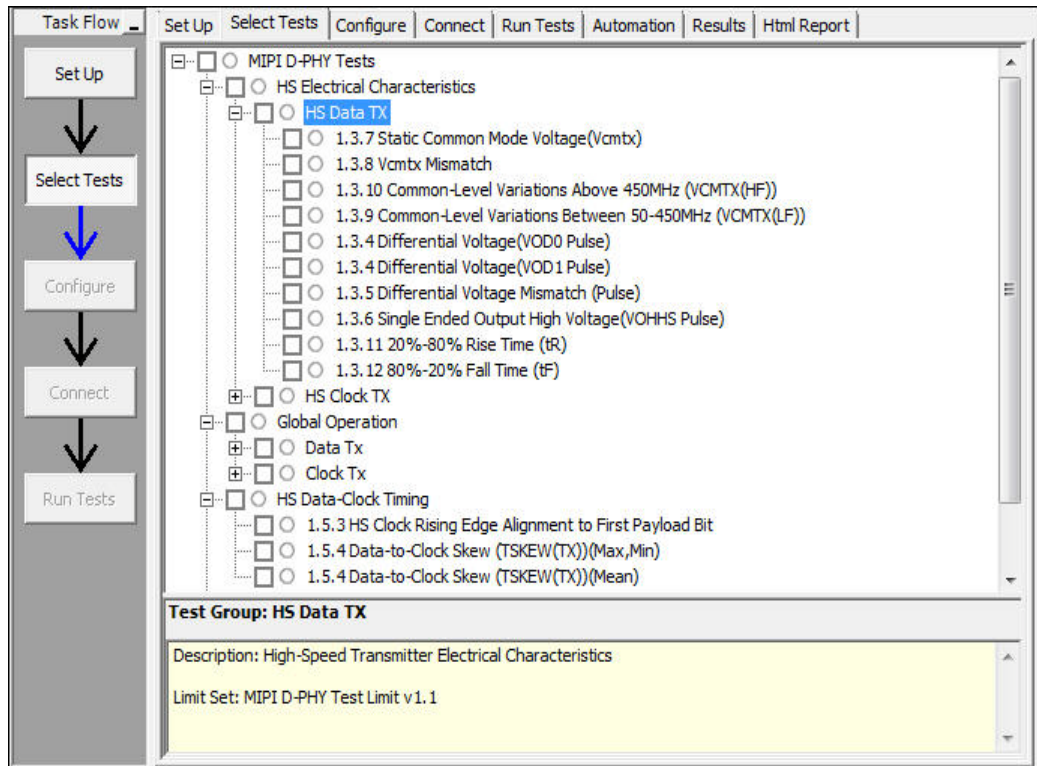 Task Flow
Set Up
Select Tests
Configure
Connect
Run Tests
Set Up Select Tests Configure Connect Run Tests Automation Results Html Report
MIPI D-PHY Tests
HS Electrical Characteristics
HS Data TX
1.3.7 Static Common Mode Voltage(Vcmtx)
1.3.8 Vcmtx Mismatch
1.3.10 Common-Level Variations Above 450MHz (VCMTX(HF))
1.3.9 Common-Level Variations Between 50-450MHz (VCMTX(LF))
1.3.4 Differential Voltage(VOD0 Pulse)
1.3.4 Differential Voltage(VOD1 Pulse)
1.3.5 Differential Voltage Mismatch (Pulse)
1.3.6 Single Ended Output High Voltage(VOHHS Pulse)
1.3.11 20%-80% Rise Time (tR)
1.3.12 80%-20% Fall Time (tF)
HS Clock TX
Global Operation
Data Tx
Clock Tx
HS Data-Clock Timing
1.5.3 HS Clock Rising Edge Alignment to First Payload Bit
1.5.4 Data-to-Clock Skew (TSKEW(TX))(Max,Min)
1.5.4 Data-to-Clock Skew (TSKEW(TX))(Mean)
Test Group: HS Data TX
Description: High-Speed Transmitter Electrical Characteristics
Limit Set: MIPI D-PHY Test Limit v1.1